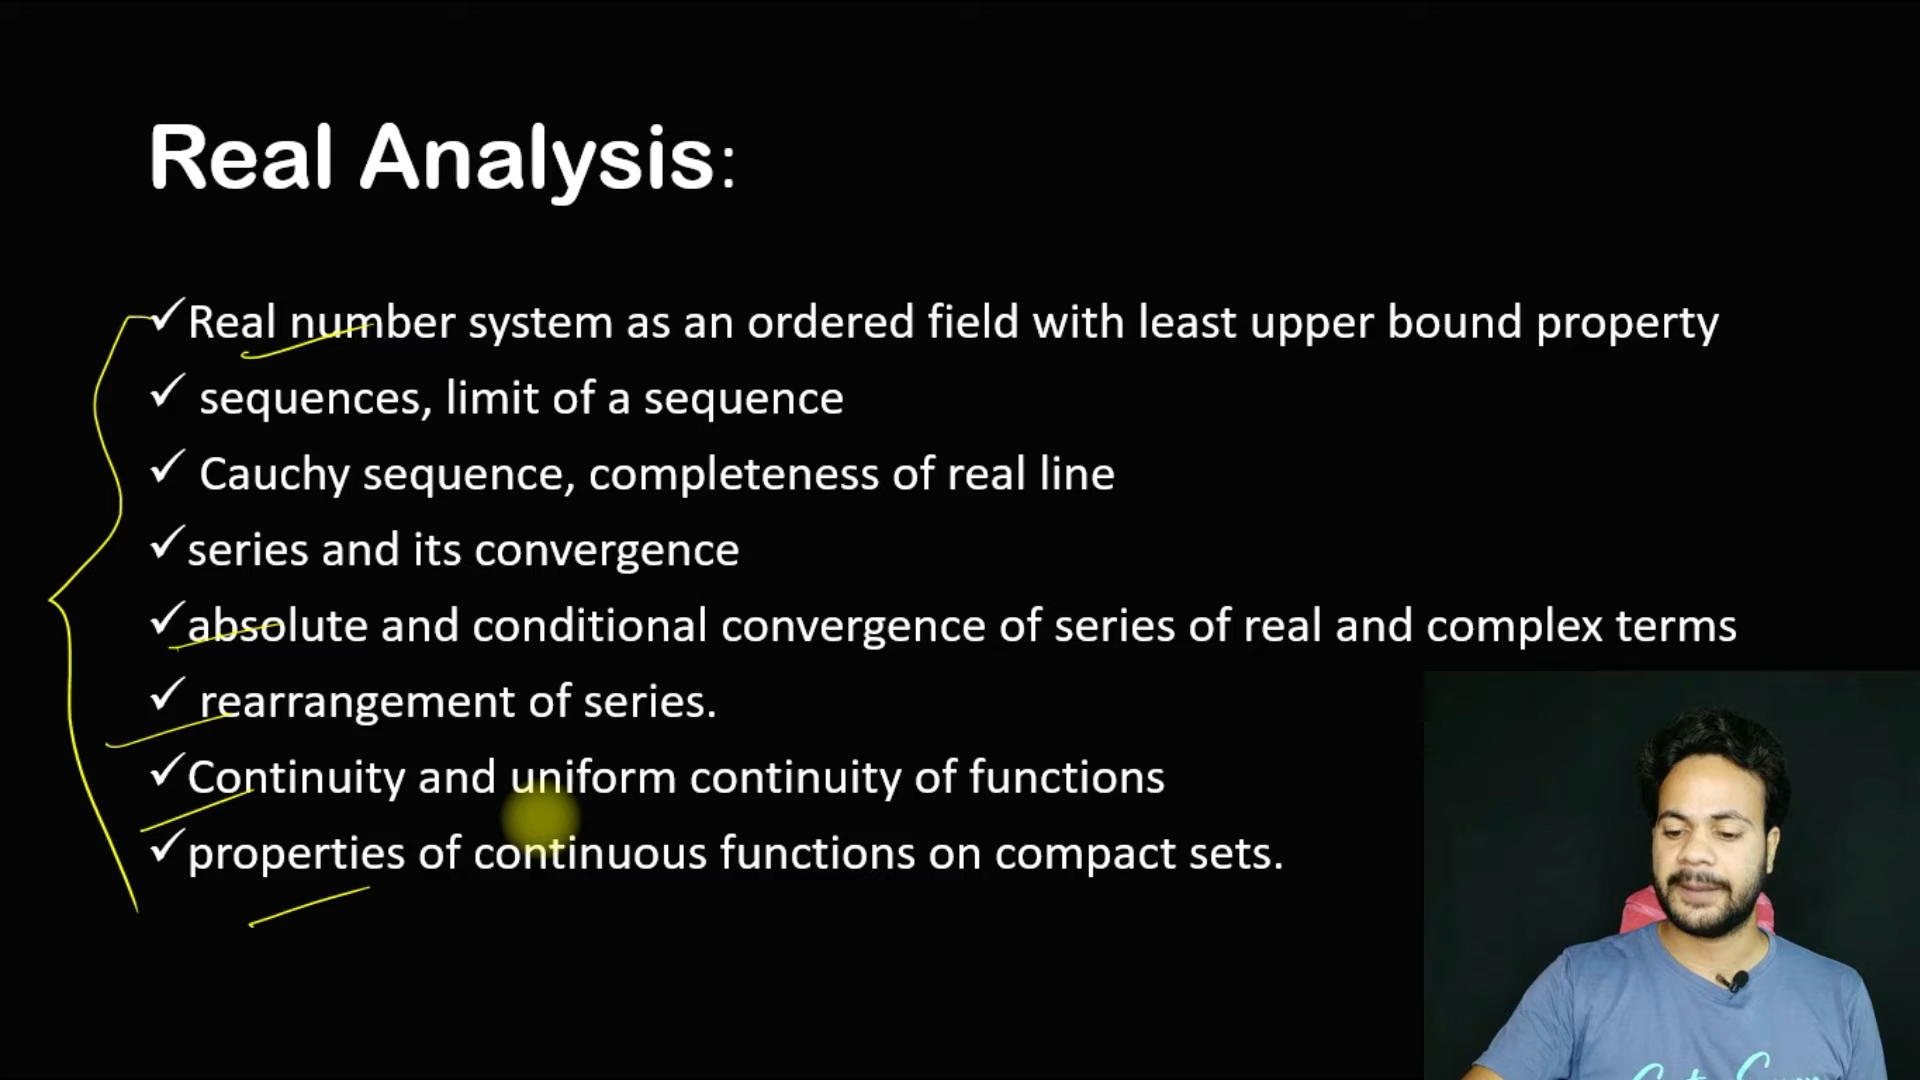 Real Analysis:
✓Real number system as an ordered field with least upper bound property
✓ sequences, limit of a sequence
✓ Cauchy sequence, completeness of real line
✓series and its convergence
✓absolute and conditional convergence of series of real and complex terms
✓ rearrangement of series.
✓Continuity and uniform continuity of functions
✓properties of continuous functions on compact sets.